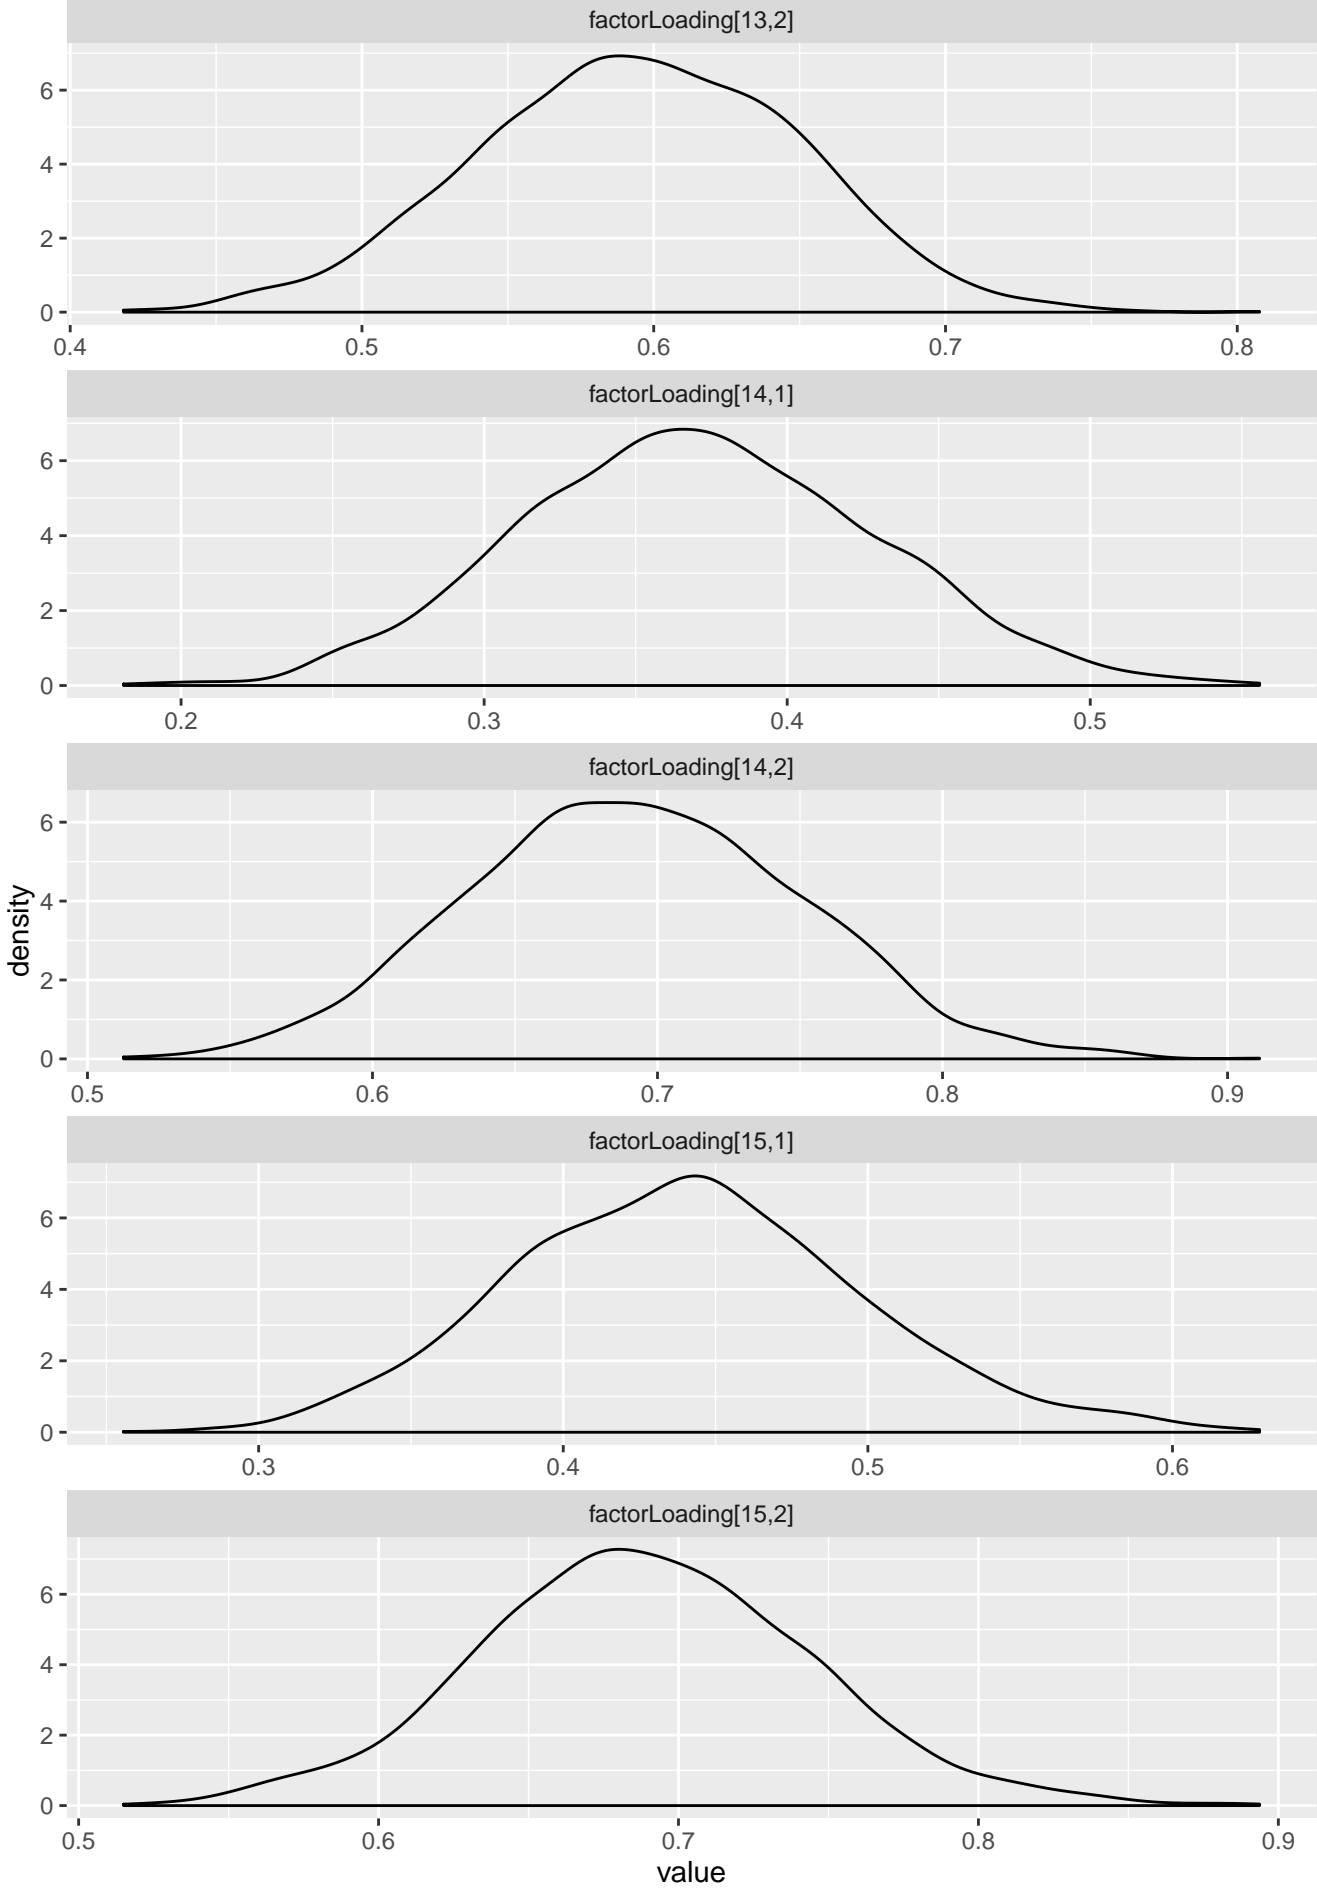 factorLoading[13,2]
6
4
2
0
0.4 0.5 0.6 0.7 0.8
factorLoading[14,1]
6
4
2
0
0.2 0.3 0.4 0.5
factorLoading[14,2]
6
4
2
0
0.5 0.6 0.7 0.8 0.9
density
factorLoading[15,1]
6
4
2
0
0.3 0.4 0.5 0.6
factorLoading[15,2]
6
4
2
0
0.5 0.6 0.7 0.8 0.9
value